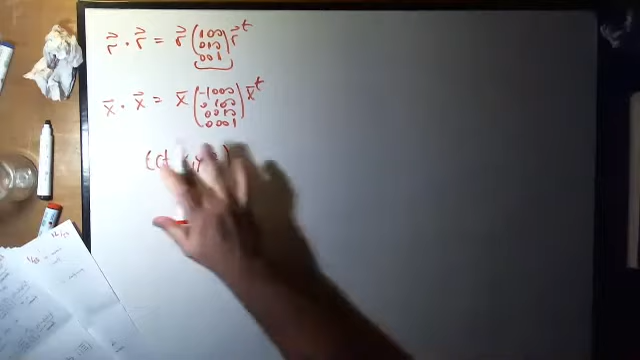 r⃗ · r⃗ = r⃗ (1 0 0
0 1 0
0 0 1) r⃗ᵗ
x̄ · x̄ = x̄ (-1 0 0 0
0 1 0 0
0 0 1 0
0 0 0 1) x̄ᵗ
(ct